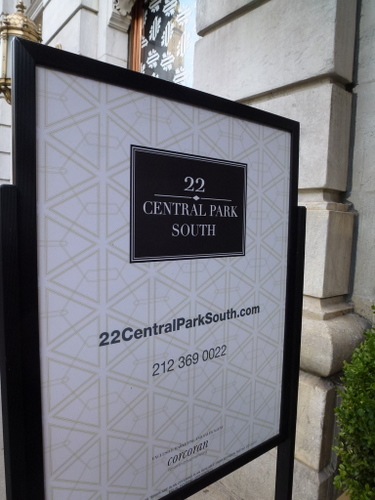 22
CENTRAL PARK
SOUTH
22CentralParkSouth.com
212 369 0022
corcoran